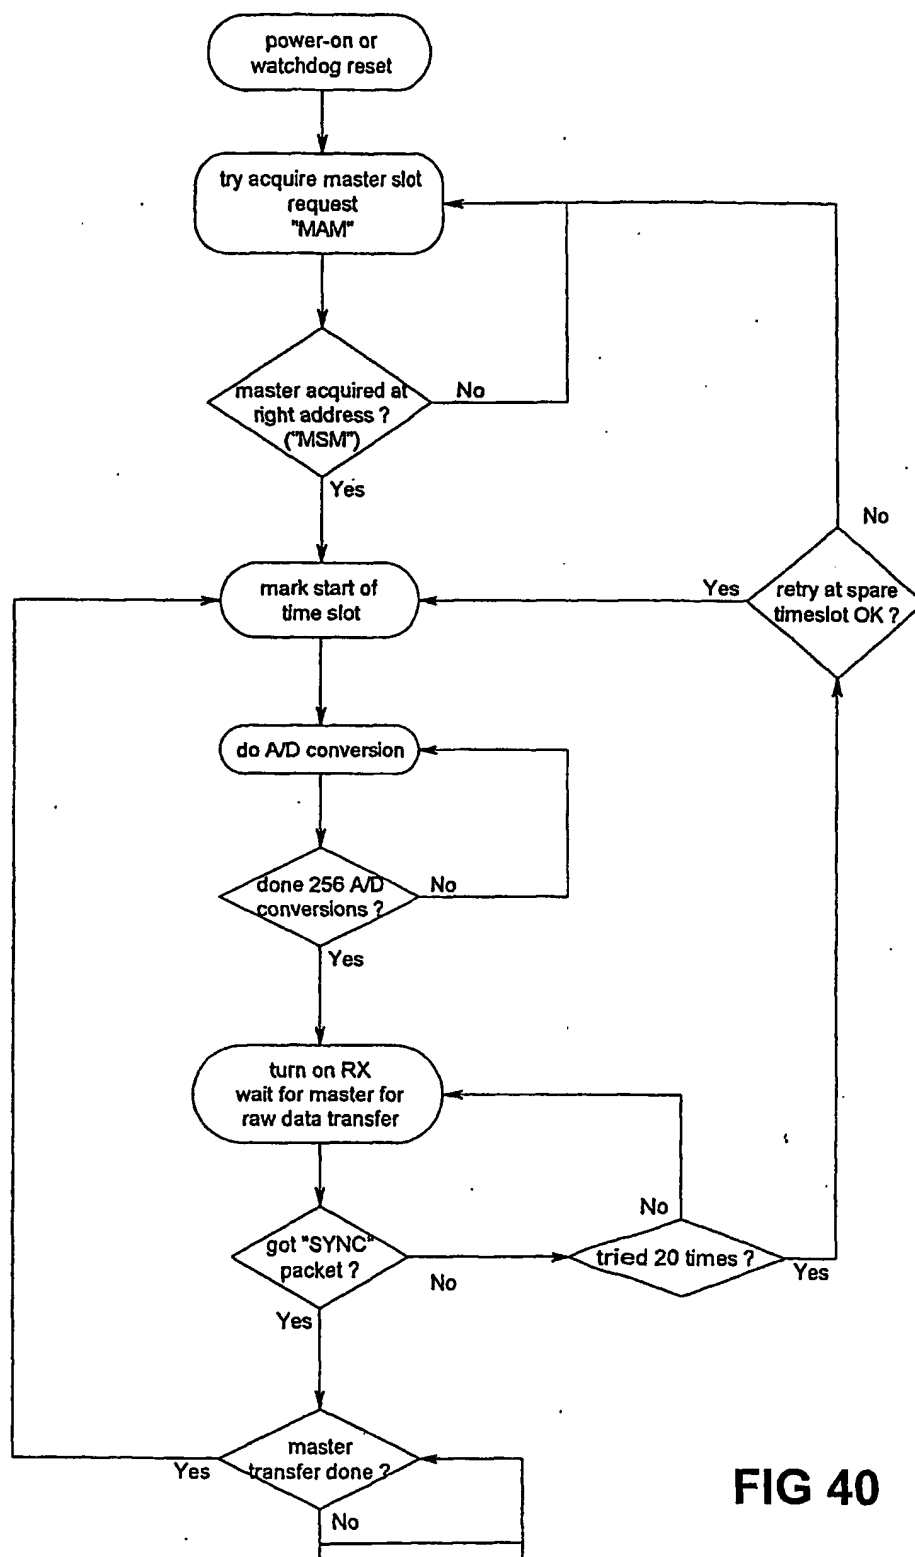 power-on or
watchdog reset
try acquire master slot
request
"MAM"
master acquired at
right address ?
("MSM")
No
Yes
mark start of
time slot
Yes
retry at spare
timeslot OK ?
No
do A/D conversion
done 256 A/D
conversions ?
No
Yes
turn on RX
wait for master for
raw data transfer
got "SYNC"
packet ?
No
Yes
tried 20 times ?
No
Yes
master
transfer done ?
Yes
No
FIG 40